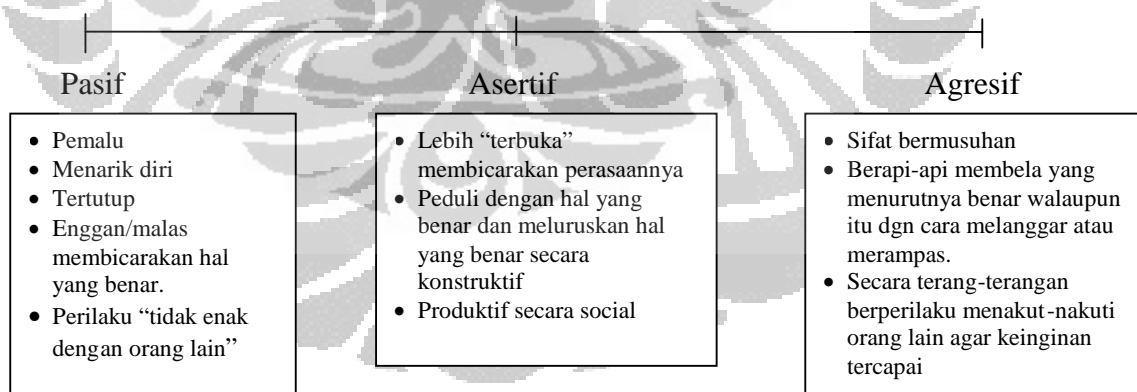 Pasif
Asertif
Agresif
• Pemalu
• Menarik diri
• Tertutup
• Enggan/malas
membicarakan hal
yang benar.
• Perilaku “tidak enak
dengan orang lain”
• Lebih “terbuka”
membicarakan perasaannya
• Peduli dengan hal yang
benar dan meluruskan hal
yang benar secara
konstruktif
• Produktif secara social
• Sifat bermusuhan
• Berapi-api membela yang
menurutnya benar walaupun
itu dgn cara melanggar atau
merampas.
• Secara terang-terangan
berperilaku menakut-nakuti
orang lain agar keinginan
tercapai